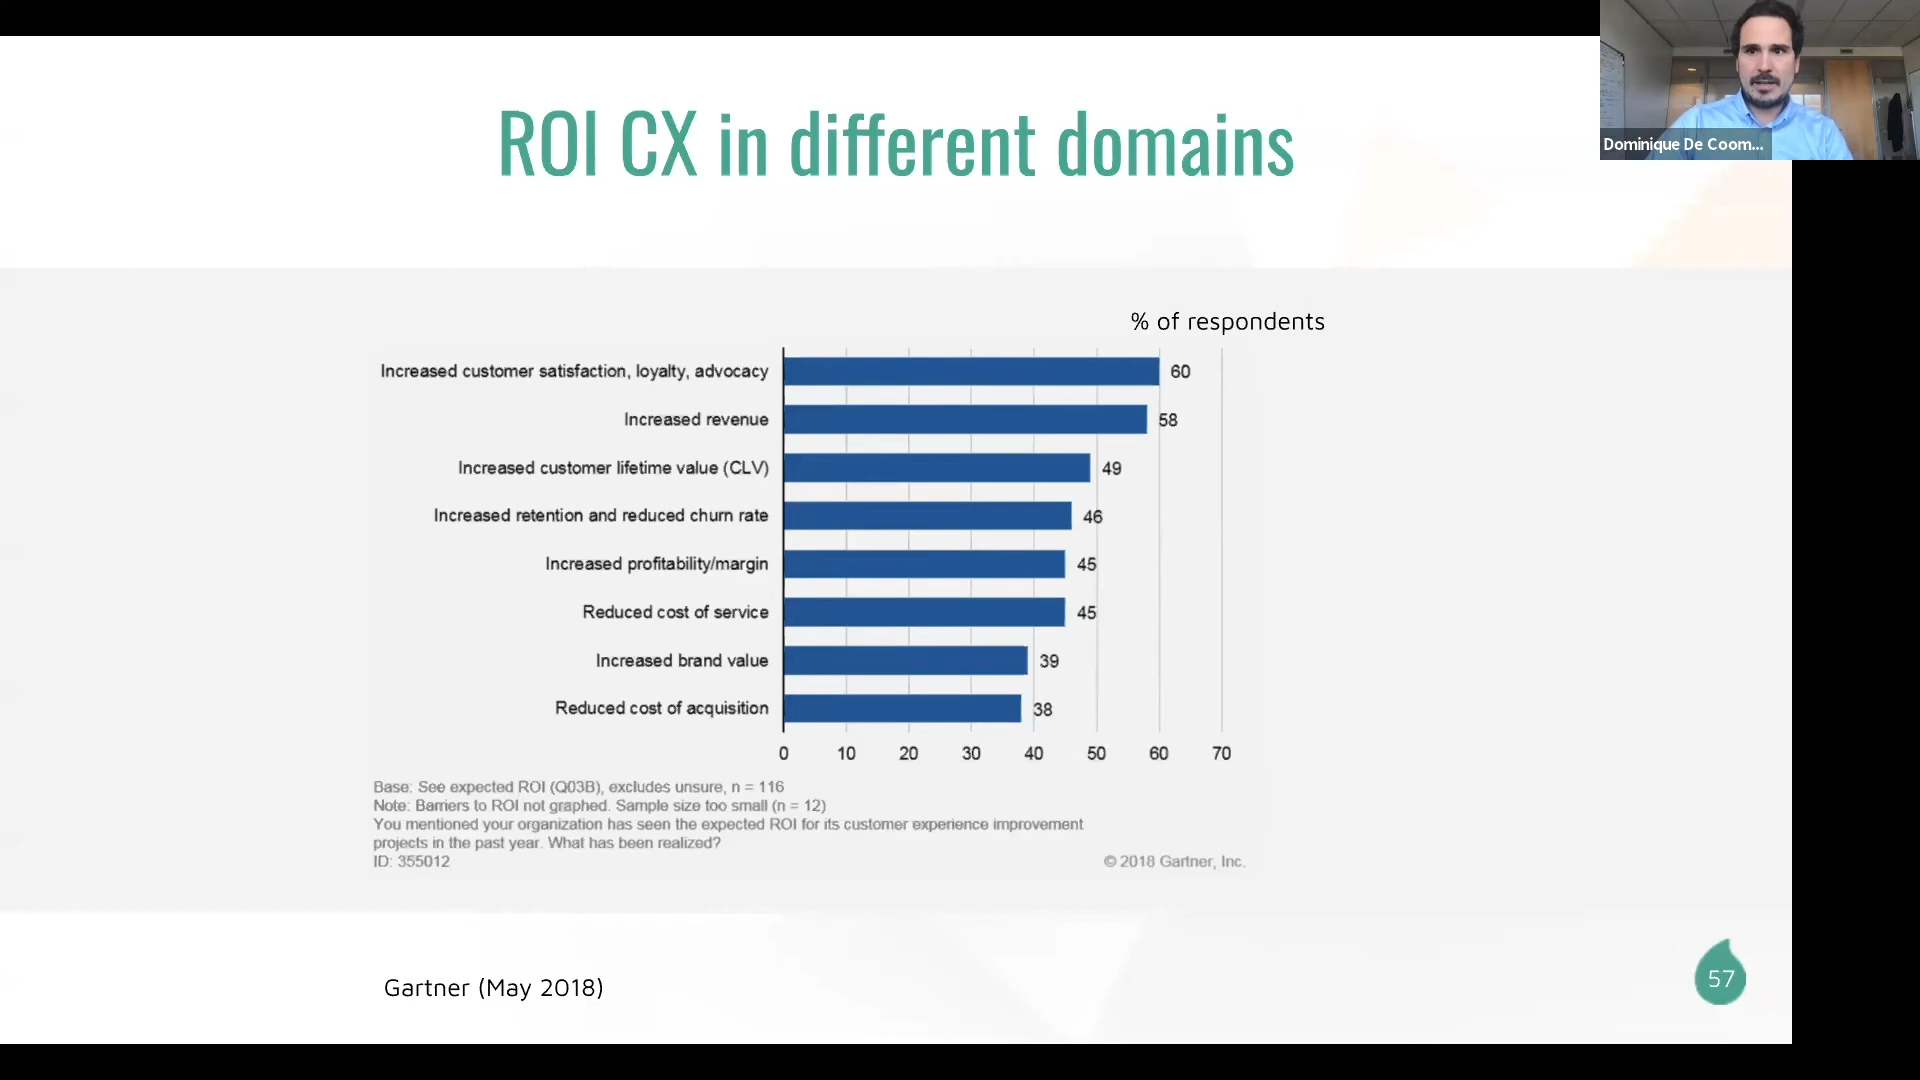 ROI CX in different domains
Dominique De Coom...
% of respondents
Increased customer satisfaction, loyalty, advocacy 60
Increased revenue 58
Increased customer lifetime value (CLV) 49
Increased retention and reduced churn rate 46
Increased profitability/margin 45
Reduced cost of service 45
Increased brand value 39
Reduced cost of acquisition 38
0 10 20 30 40 50 60 70
Base: See expected ROI (Q03B), excludes unsure, n = 116
Note: Barriers to ROI not graphed. Sample size too small (n = 12)
You mentioned your organization has seen the expected ROI for its customer experience improvement
projects in the past year. What has been realized?
ID: 355012 © 2018 Gartner, Inc.
Gartner (May 2018)
57